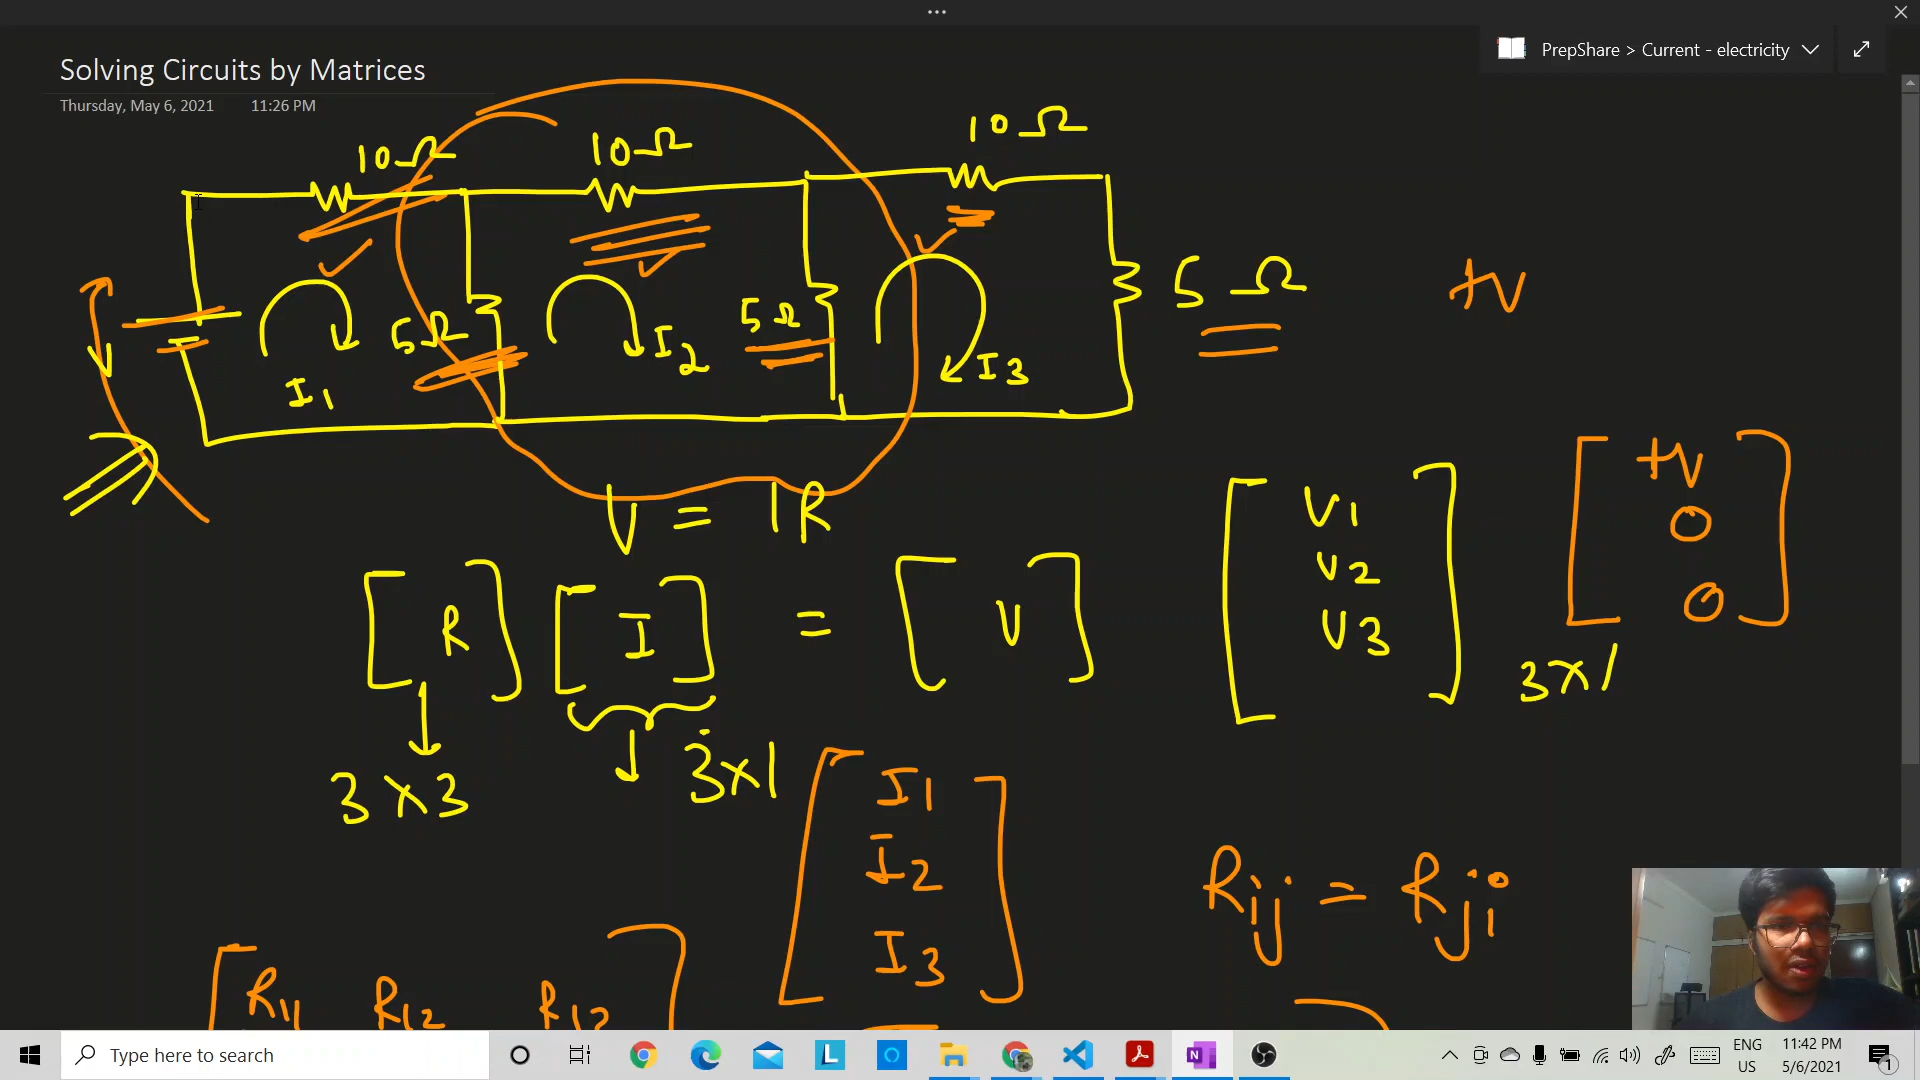 PrepShare > Current - electricity
Solving Circuits by Matrices
Thursday, May 6, 2021 11:26 PM
10Ω 10Ω 10Ω
5Ω 5Ω 5Ω
V I1 I2 I3
+V
V = IR
[R] [I] = [V]
3x3 3x1
[V1
V2
V3]
3x1
[+V
0
0]
[I1
I2
I3]
Rij = Rji
[R11 R12 R13]
Type here to search
L
ENG
US
11:42 PM
5/6/2021
1